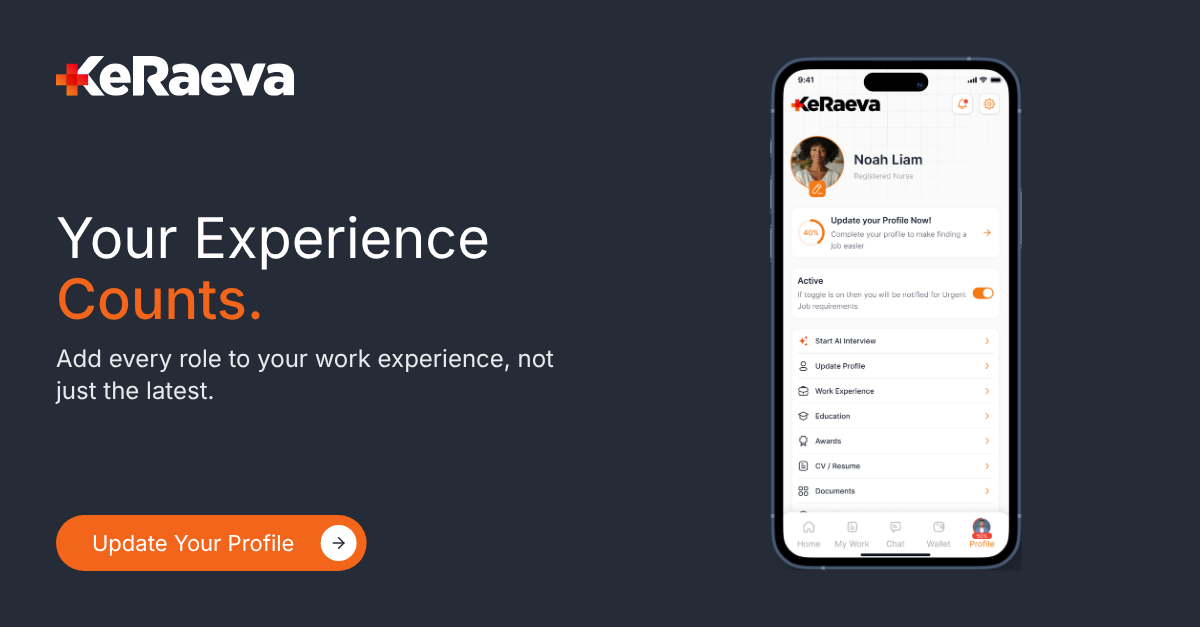 KeRaeva
Your Experience
Counts.
Add every role to your work experience, not
just the latest.
Update Your Profile
9:41
KeRaeva
Noah Liam
Registered Nurse
40%
Update your Profile Now!
Complete your profile to make finding a
job easier
Active
If toggle is on then you will be notified for Urgent
Job requirements
Start AI Interview
Update Profile
Work Experience
Education
Awards
CV / Resume
Documents
Home
My Work
Chat
Wallet
Profile